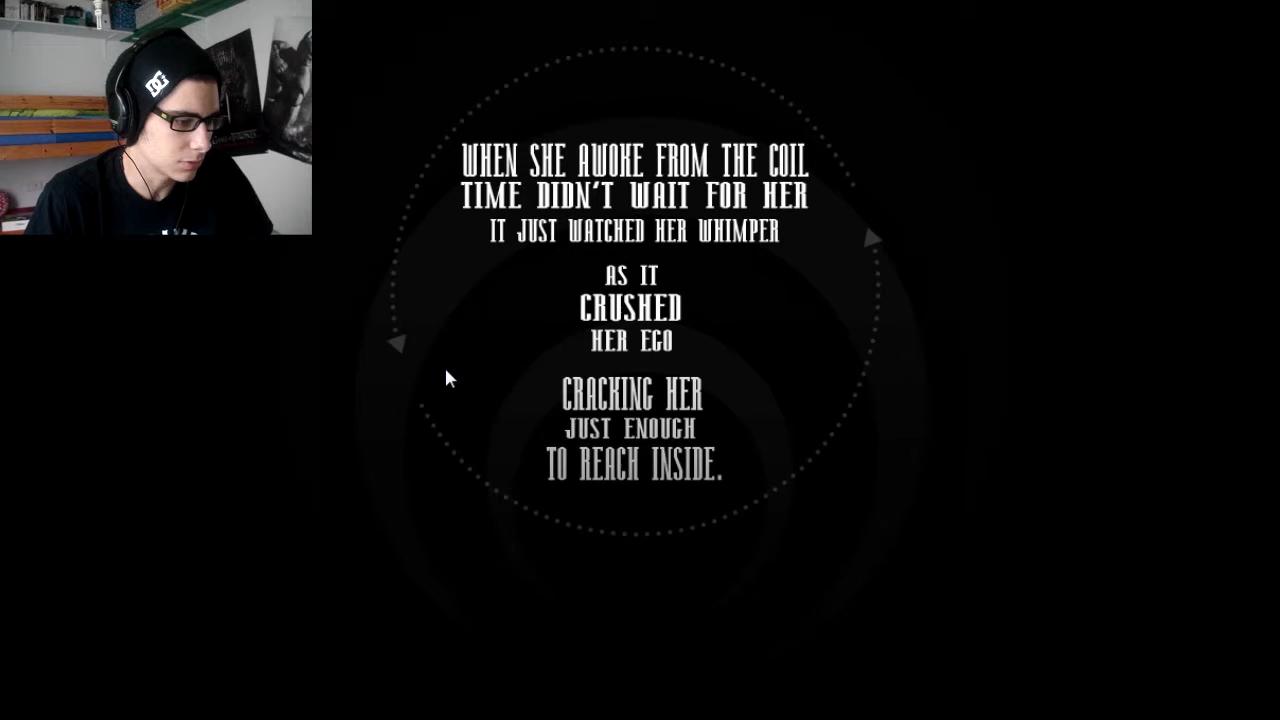 DC
WHEN SHE AWOKE FROM THE COIL
TIME DIDN'T WAIT FOR HER
IT JUST WATCHED HER WHIMPER
AS IT
CRUSHED
HER EGO
CRACKING HER
JUST ENOUGH
TO REACH INSIDE.